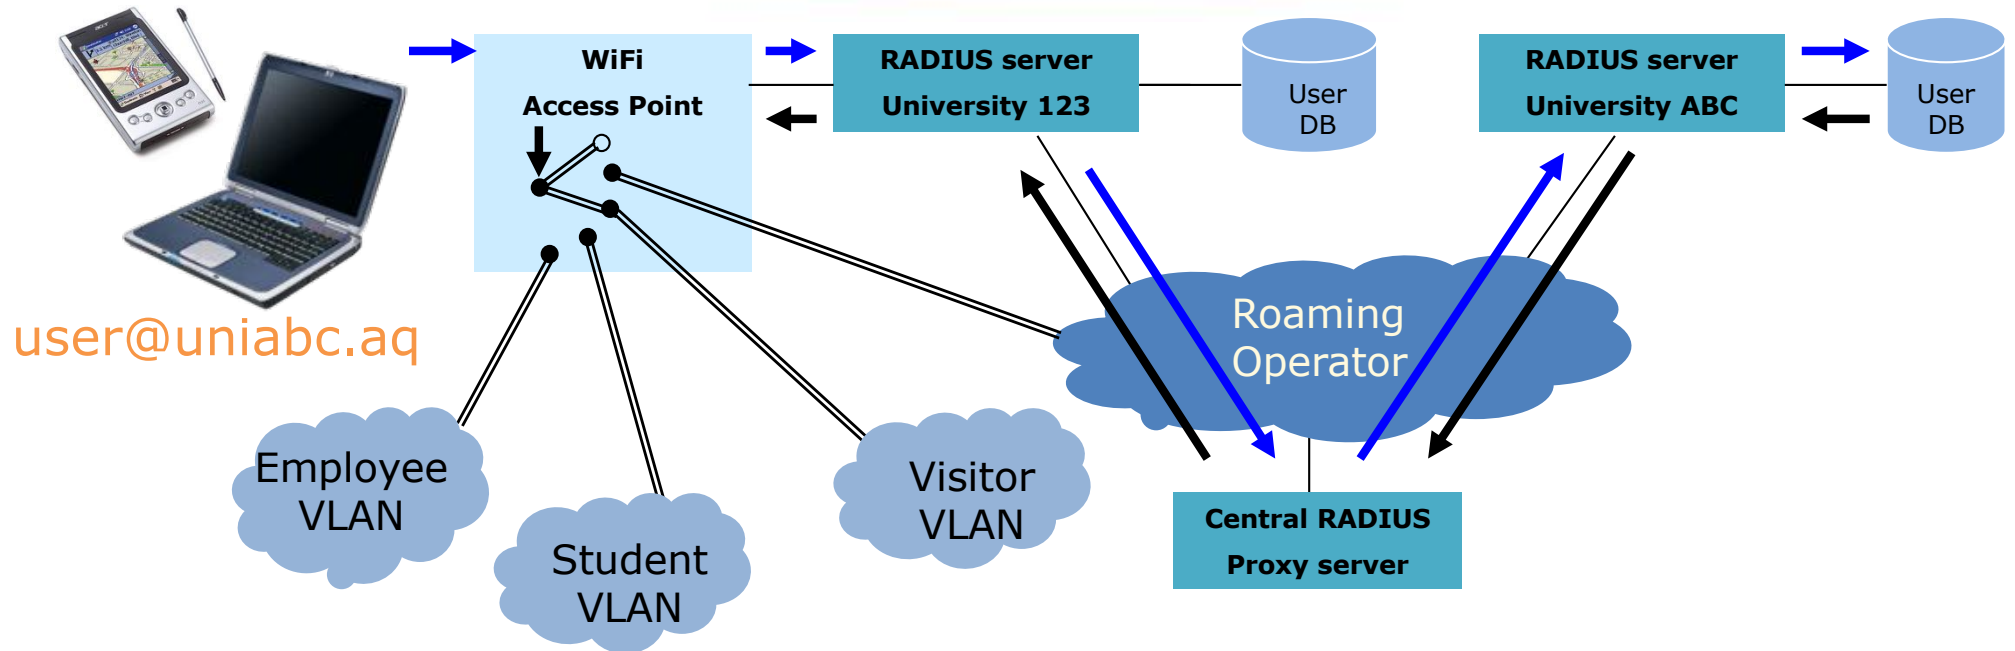 WiFi
Access Point
RADIUS server
University 123
User
DB
RADIUS server
University ABC
User
DB
user@uniabc.aq
Roaming
Operator
Employee
VLAN
Student
VLAN
Visitor
VLAN
Central RADIUS
Proxy server